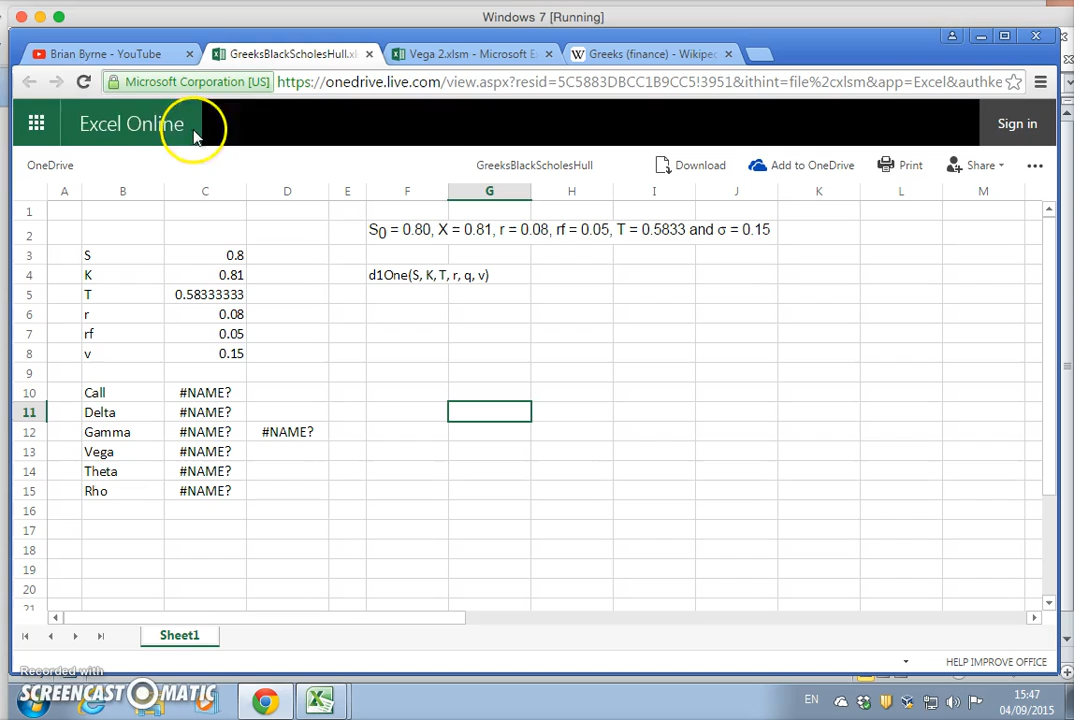 Windows 7 [Running]
Brian Byrne - YouTube
GreeksBlackScholesHull.xl
Vega 2.xlsm - Microsoft E
Greeks (finance) - Wikiped
Microsoft Corporation [US]
https://onedrive.live.com/view.aspx?resid=5C5883DBCC1B9CC5!3951&ithint=file%2cxlsm&app=Excel&authke
Excel Online
Sign in
OneDrive
GreeksBlackScholesHull
Download
Add to OneDrive
Print
Share
A B C D E F G H I J K L M
1
2 S0 = 0.80, X = 0.81, r = 0.08, rf = 0.05, T = 0.5833 and σ = 0.15
3 S 0.8
4 K 0.81 d1One(S, K, T, r, q, v)
5 T 0.58333333
6 r 0.08
7 rf 0.05
8 v 0.15
9
10 Call #NAME?
11 Delta #NAME?
12 Gamma #NAME? #NAME?
13 Vega #NAME?
14 Theta #NAME?
15 Rho #NAME?
16
17
18
19
20
21
Sheet1
HELP IMPROVE OFFICE
Recorded with
SCREENCAST MATIC
EN
15:47
04/09/2015